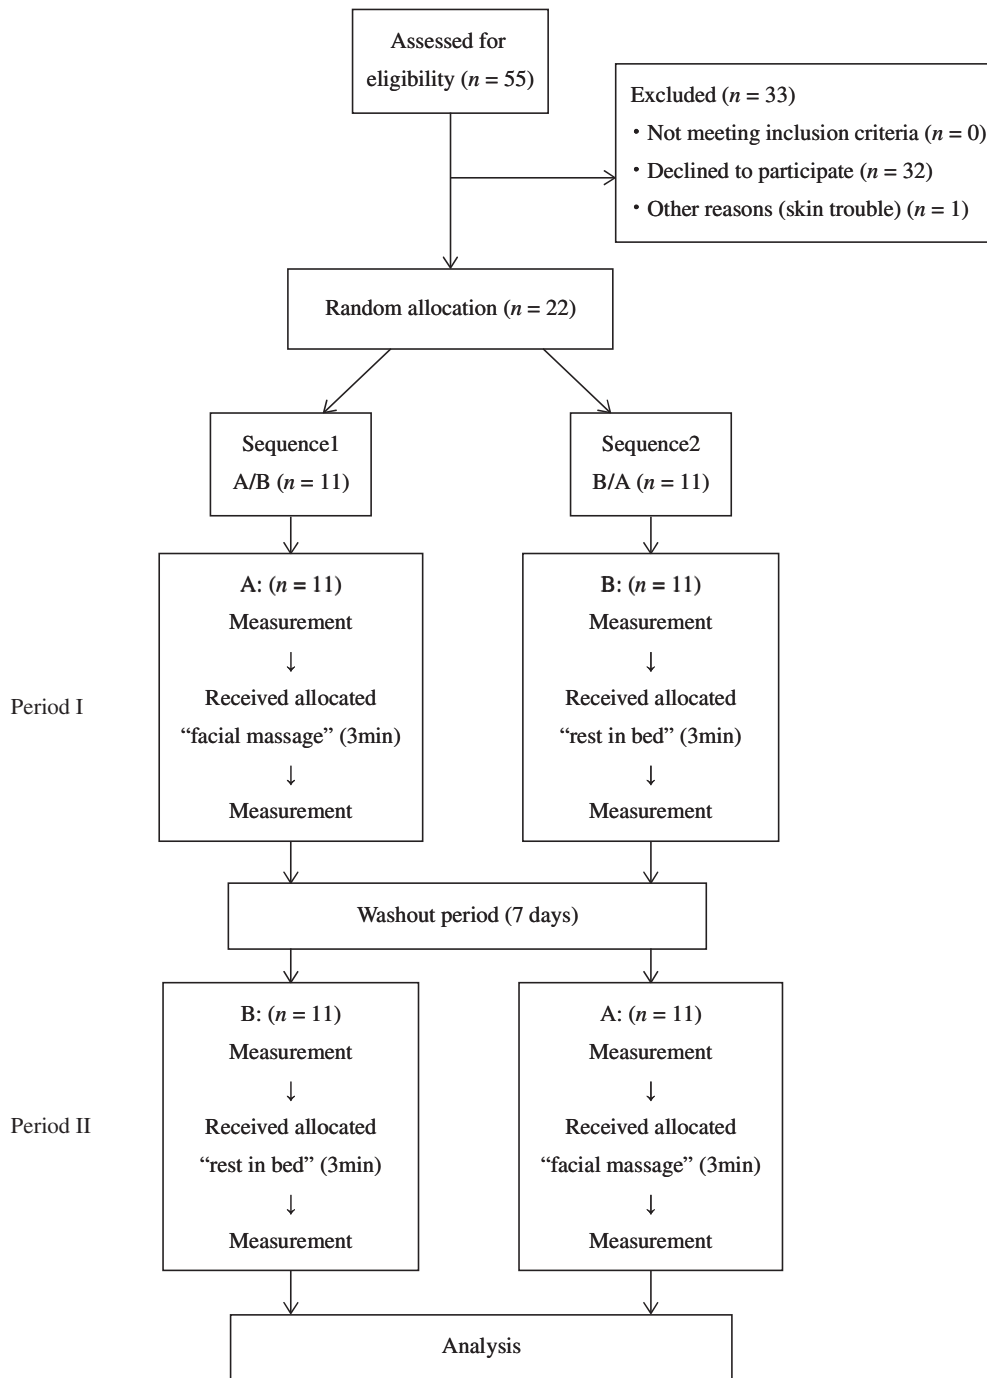 Assessed for
eligibility (n = 55)
Excluded (n = 33)
・Not meeting inclusion criteria (n = 0)
・Declined to participate (n = 32)
・Other reasons (skin trouble) (n = 1)
Random allocation (n = 22)
Sequence1
A/B (n = 11)
Sequence2
B/A (n = 11)
Period I
A: (n = 11)
Measurement
↓
Received allocated
“facial massage” (3min)
↓
Measurement
B: (n = 11)
Measurement
↓
Received allocated
“rest in bed” (3min)
↓
Measurement
Washout period (7 days)
Period II
B: (n = 11)
Measurement
↓
Received allocated
“rest in bed” (3min)
↓
Measurement
A: (n = 11)
Measurement
↓
Received allocated
“facial massage” (3min)
↓
Measurement
Analysis